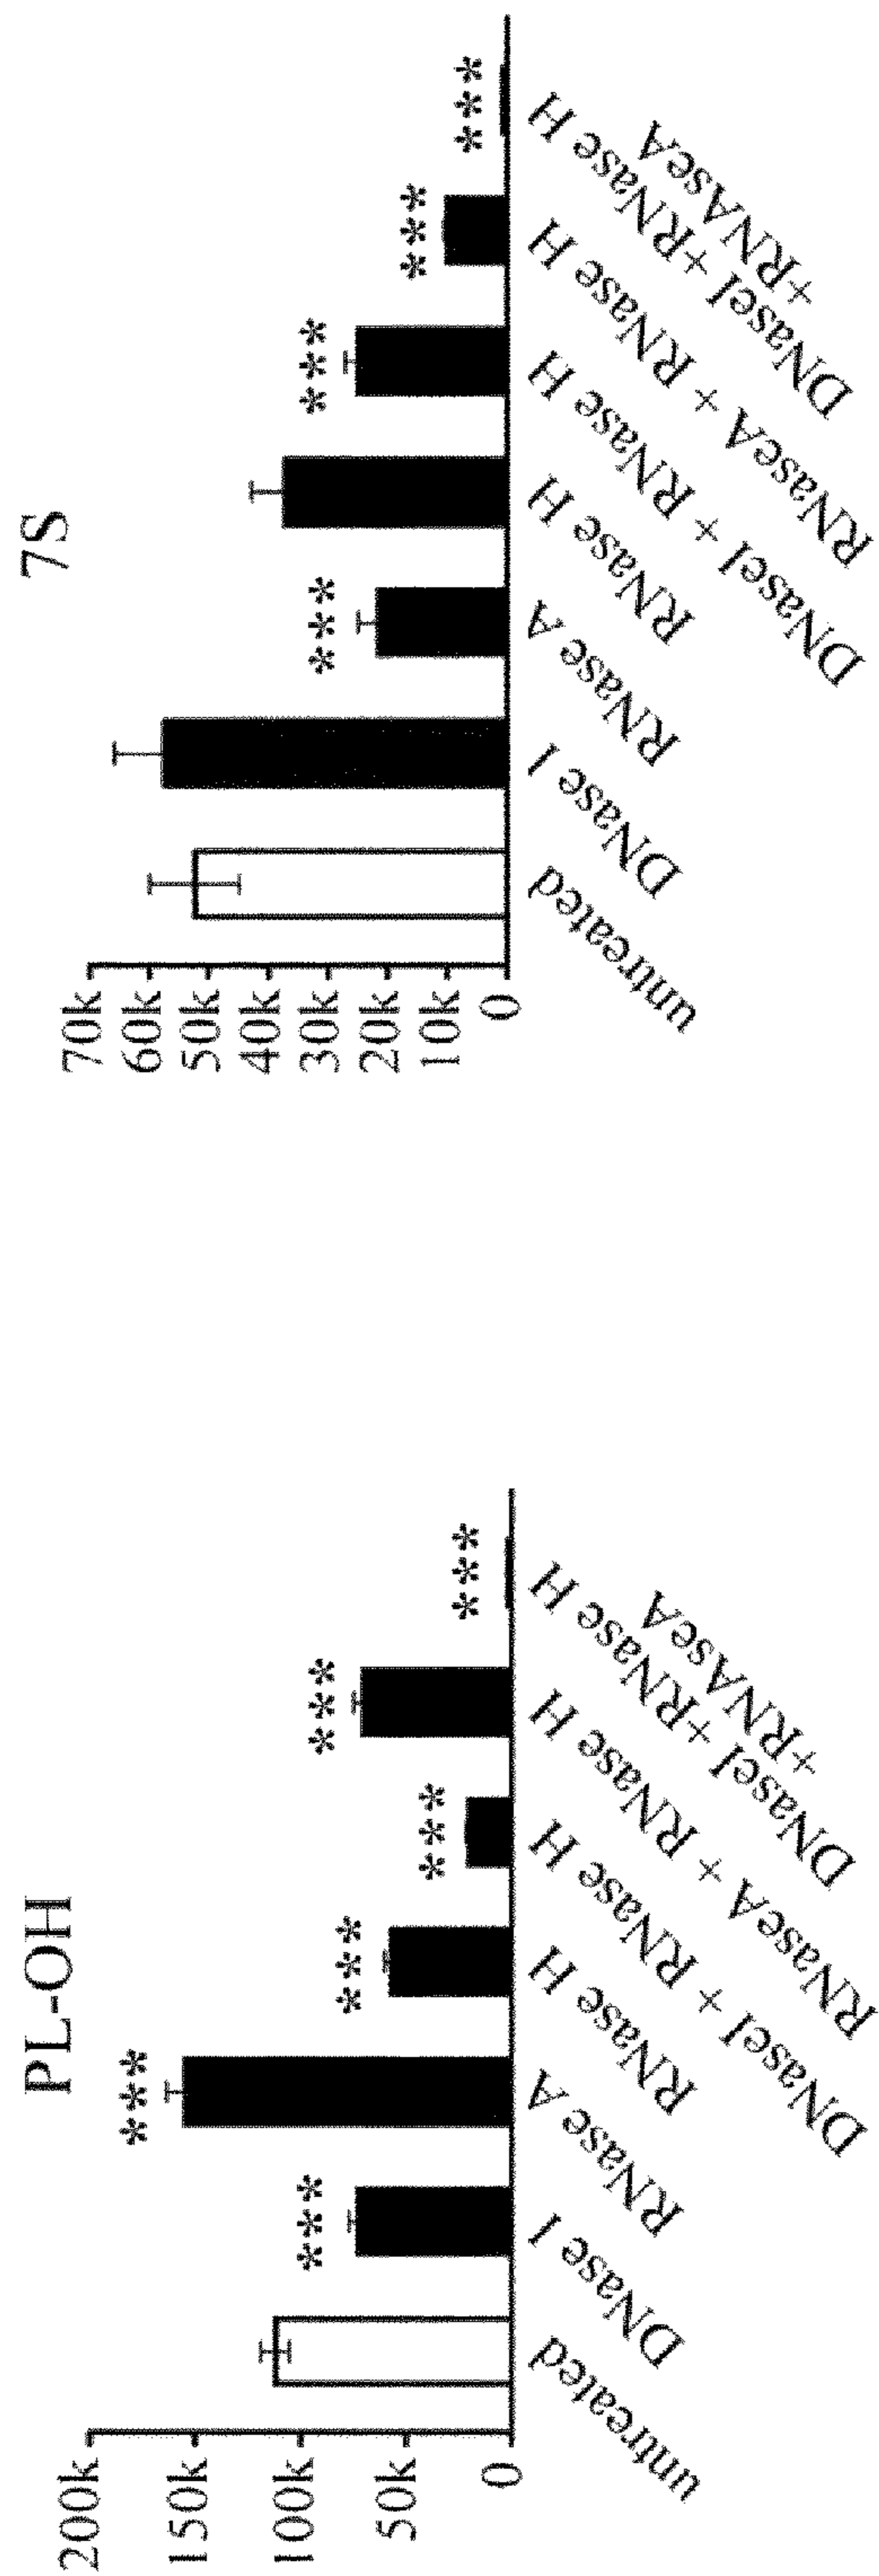 PL-OH
200k
150k
100k
50k
0
***
***
***
***
***
***
untreated
DNase I
RNase A
RNase H
DNaseI + RNase H
RNaseA + RNase H
DNaseI +RNase H
+RNAseA
7S
70k
60k
50k
40k
30k
20k
10k
0
***
***
***
***
untreated
DNase I
RNase A
RNase H
DNaseI + RNase H
RNaseA + RNase H
DNaseI +RNase H
+RNAseA